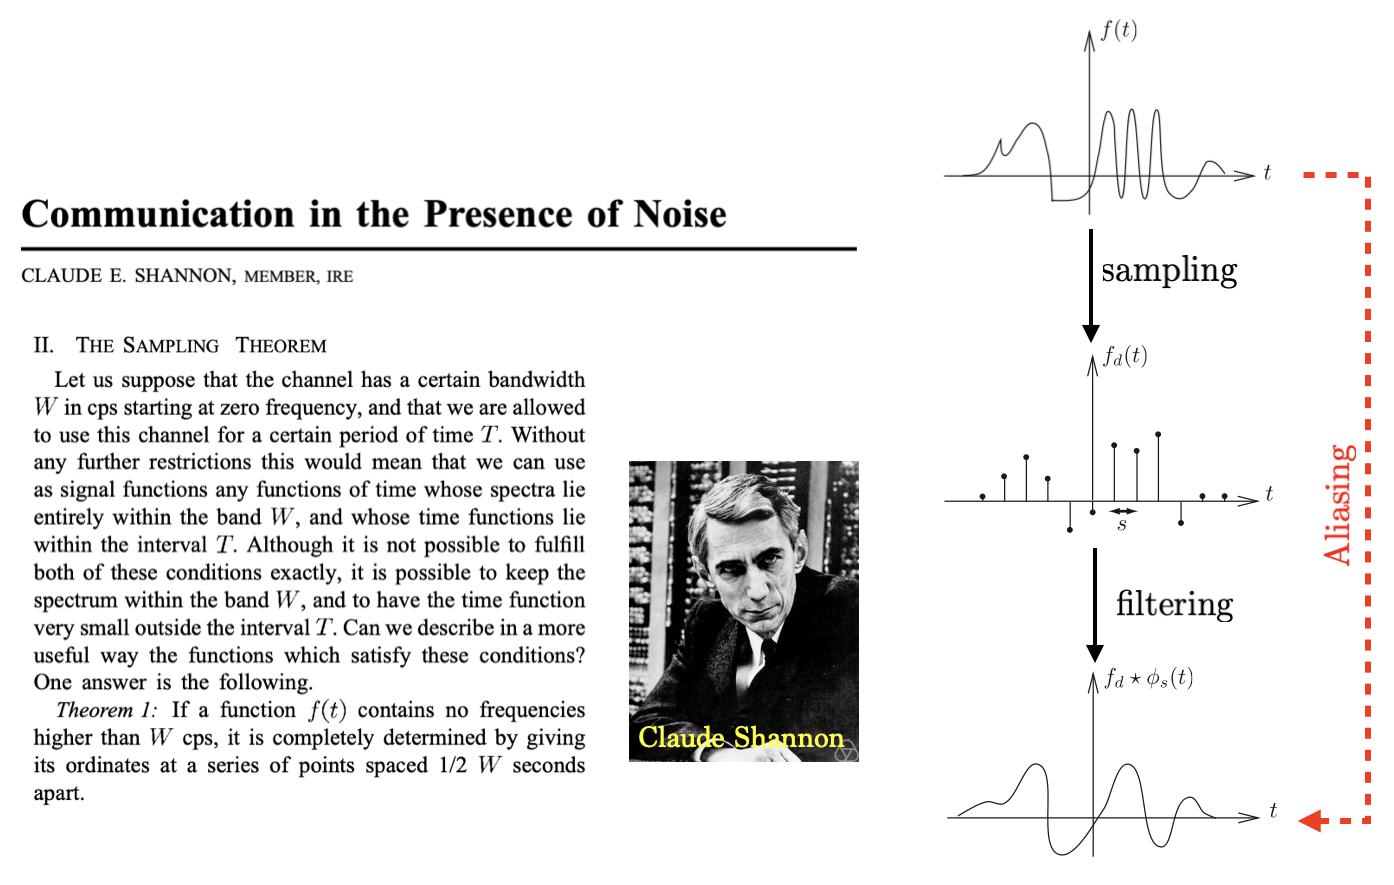 Communication in the Presence of Noise
CLAUDE E. SHANNON, MEMBER, IRE
II. THE SAMPLING THEOREM
Let us suppose that the channel has a certain bandwidth
W in cps starting at zero frequency, and that we are allowed
to use this channel for a certain period of time T. Without
any further restrictions this would mean that we can use
as signal functions any functions of time whose spectra lie
entirely within the band W, and whose time functions lie
within the interval T. Although it is not possible to fulfill
both of these conditions exactly, it is possible to keep the
spectrum within the band W, and to have the time function
very small outside the interval T. Can we describe in a more
useful way the functions which satisfy these conditions?
One answer is the following.
Theorem 1: If a function f(t) contains no frequencies
higher than W cps, it is completely determined by giving
its ordinates at a series of points spaced 1/2 W seconds
apart.
Claude Shannon
f(t)
t
sampling
f_d(t)
t
s
filtering
f_d ⋆ ϕ_s(t)
t
Aliasing